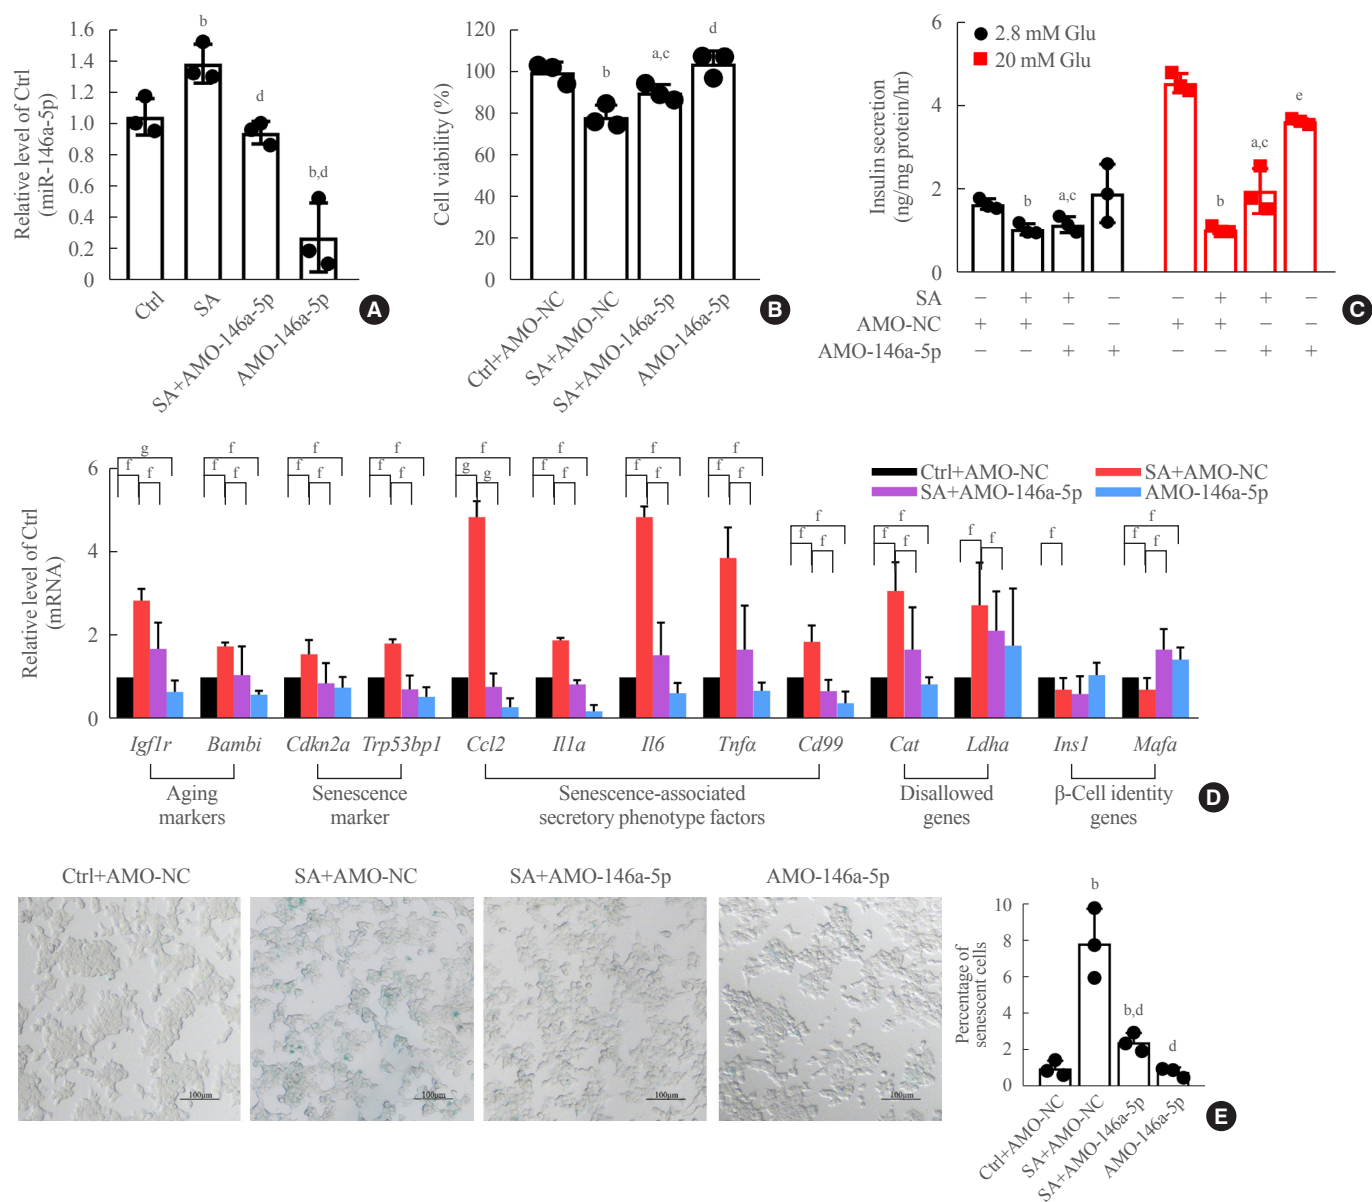 Relative level of Ctrl
(miR-146a-5p)
1.6
1.4
1.2
1.0
0.8
0.6
0.4
0.2
0
b
d
b,d
Ctrl
SA
SA+AMO-146a-5p
AMO-146a-5p
A
Cell viability (%)
120
100
80
60
40
20
0
b
a,c
d
Ctrl+AMO-NC
SA+AMO-NC
SA+AMO-146a-5p
AMO-146a-5p
B
Insulin secretion
(ng/mg protein/hr)
6
4
2
0
2.8 mM Glu
20 mM Glu
b
a,c
b
a,c
e
SA − + + − − + + −
AMO-NC + + − − + + − −
AMO-146a-5p − − + + − − + +
C
Relative level of Ctrl
(mRNA)
6
4
2
0
g
f f
f
f f
f
f f
f
f f
f
g g
f
f f
f
f f
f
f f
f
f f
f
f f
f f
f
f
f f
Ctrl+AMO-NC
SA+AMO-NC
SA+AMO-146a-5p
AMO-146a-5p
Igf1r Bambi Cdkn2a Trp53bp1 Ccl2 Il1a Il6 Tnfα Cd99 Cat Ldha Ins1 Mafa
Aging
markers
Senescence
marker
Senescence-associated
secretory phenotype factors
Disallowed
genes
β-Cell identity
genes
D
Ctrl+AMO-NC
SA+AMO-NC
SA+AMO-146a-5p
AMO-146a-5p
100μm
100μm
100μm
100μm
Percentage of
senescent cells
10
8
6
4
2
0
b
b,d
d
Ctrl+AMO-NC
SA+AMO-NC
SA+AMO-146a-5p
AMO-146a-5p
E